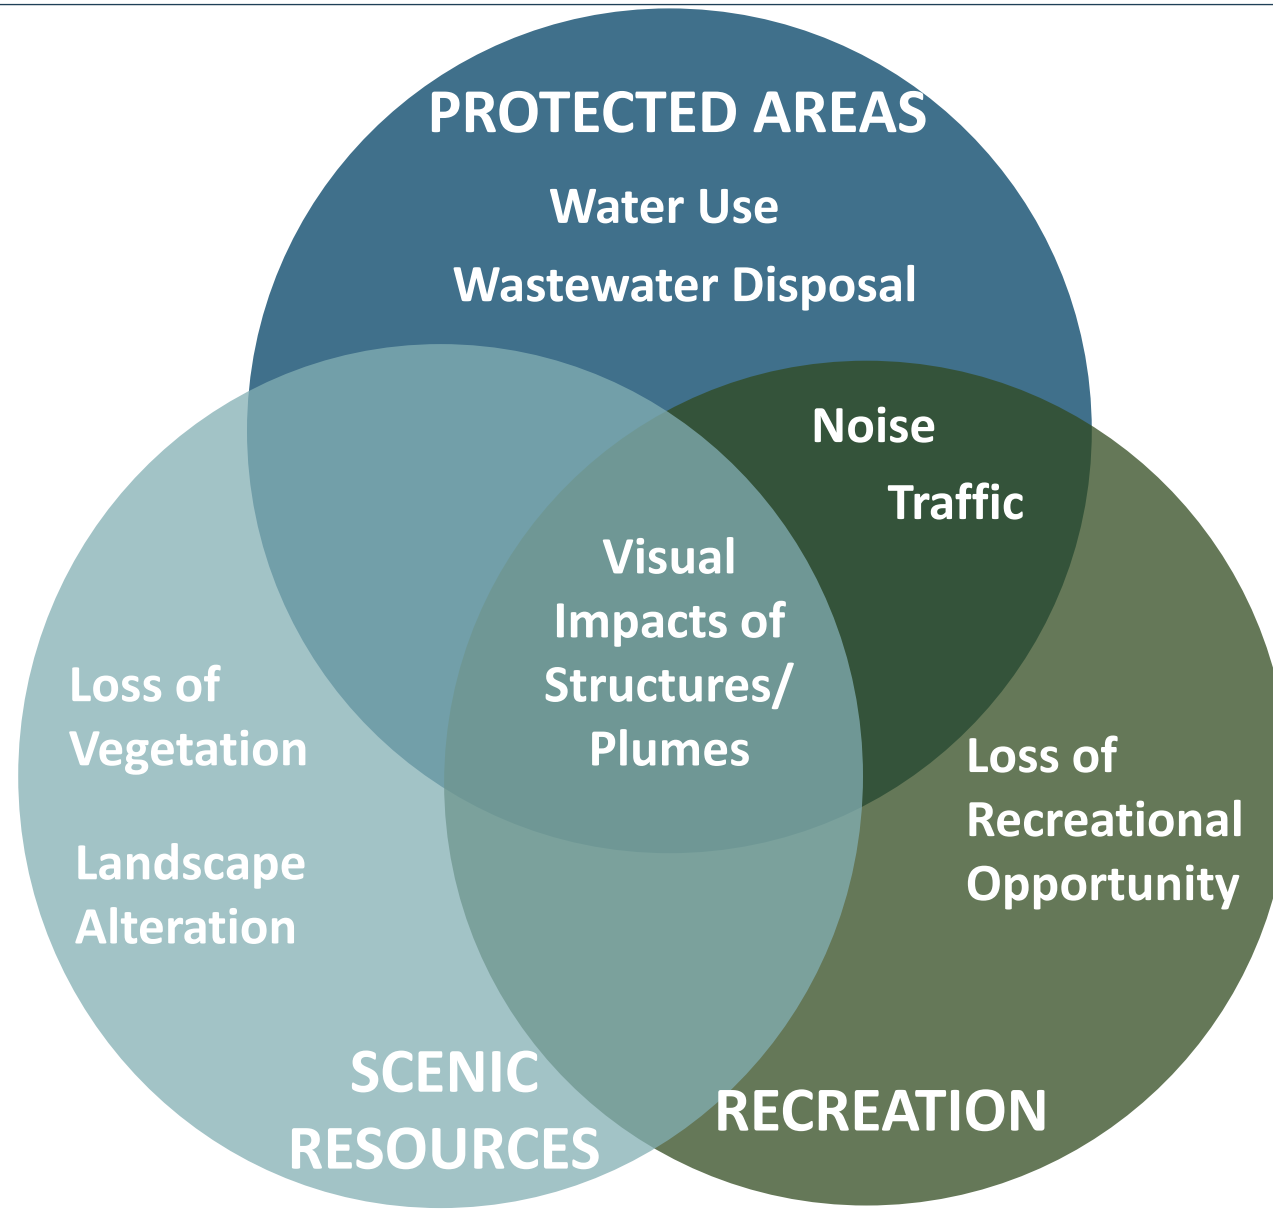 PROTECTED AREAS
Water Use
Wastewater Disposal
Noise
Traffic
Visual
Impacts of
Structures/
Plumes
Loss of
Vegetation
Landscape
Alteration
Loss of
Recreational
Opportunity
SCENIC
RESOURCES
RECREATION